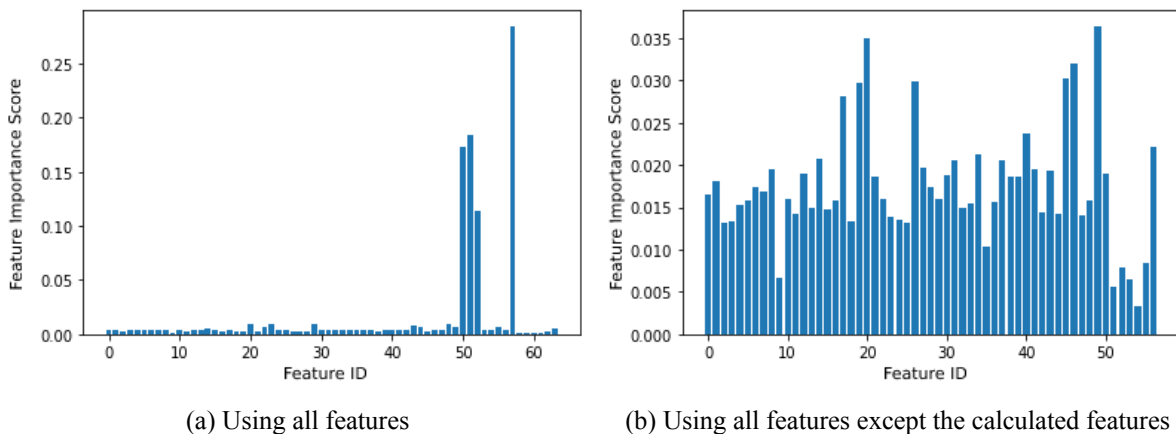 0.25
0.20
0.15
0.10
0.05
0.00
Feature Importance Score
0 10 20 30 40 50 60
Feature ID
(a) Using all features
0.035
0.030
0.025
0.020
0.015
0.010
0.005
0.000
Feature Importance Score
0 10 20 30 40 50
Feature ID
(b) Using all features except the calculated features